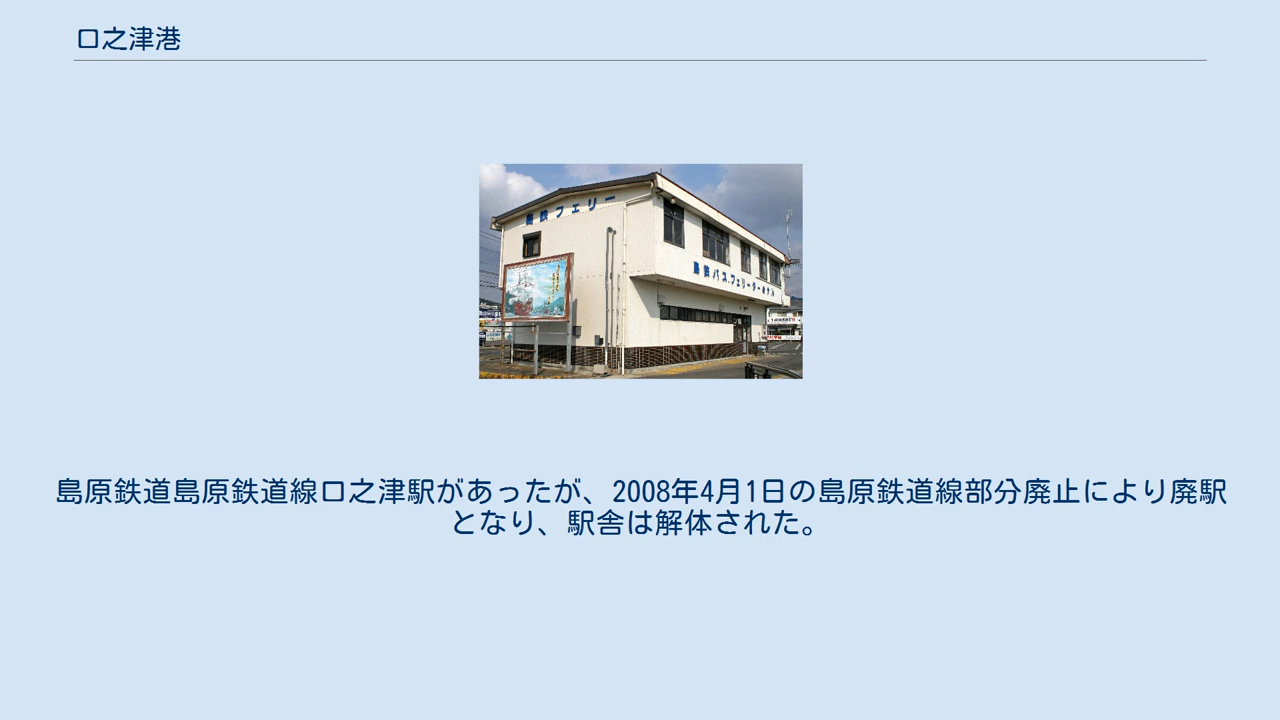 口之津港
島鉄フェリー
島鉄バス.フェリーターミナル
島原鉄道島原鉄道線口之津駅があったが、2008年4月1日の島原鉄道線部分廃止により廃駅
となり、駅舎は解体された。